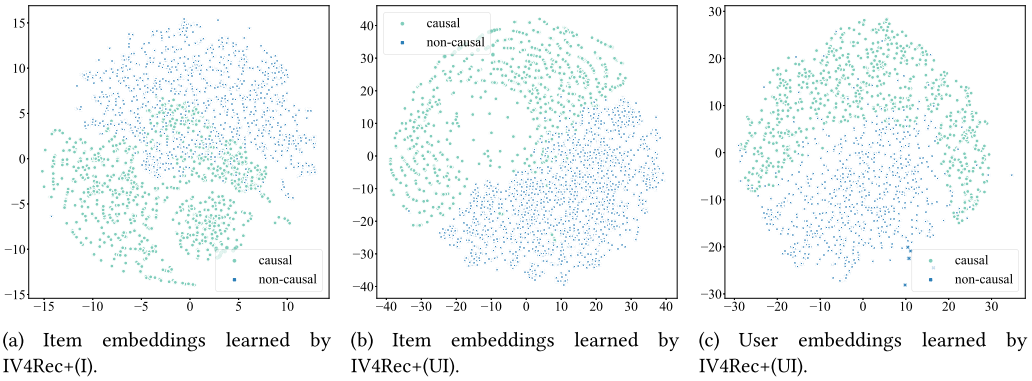 15
10
5
0
−5
−10
−15
−15 −10 −5 0 5 10
causal
non-causal
(a) Item embeddings learned by
IV4Rec+(I).
40
30
20
10
0
−10
−20
−30
−40
−40 −30 −20 −10 0 10 20 30 40
causal
non-causal
(b) Item embeddings learned by
IV4Rec+(UI).
30
20
10
0
−10
−20
−30
−30 −20 −10 0 10 20 30
causal
non-causal
(c) User embeddings learned by
IV4Rec+(UI).